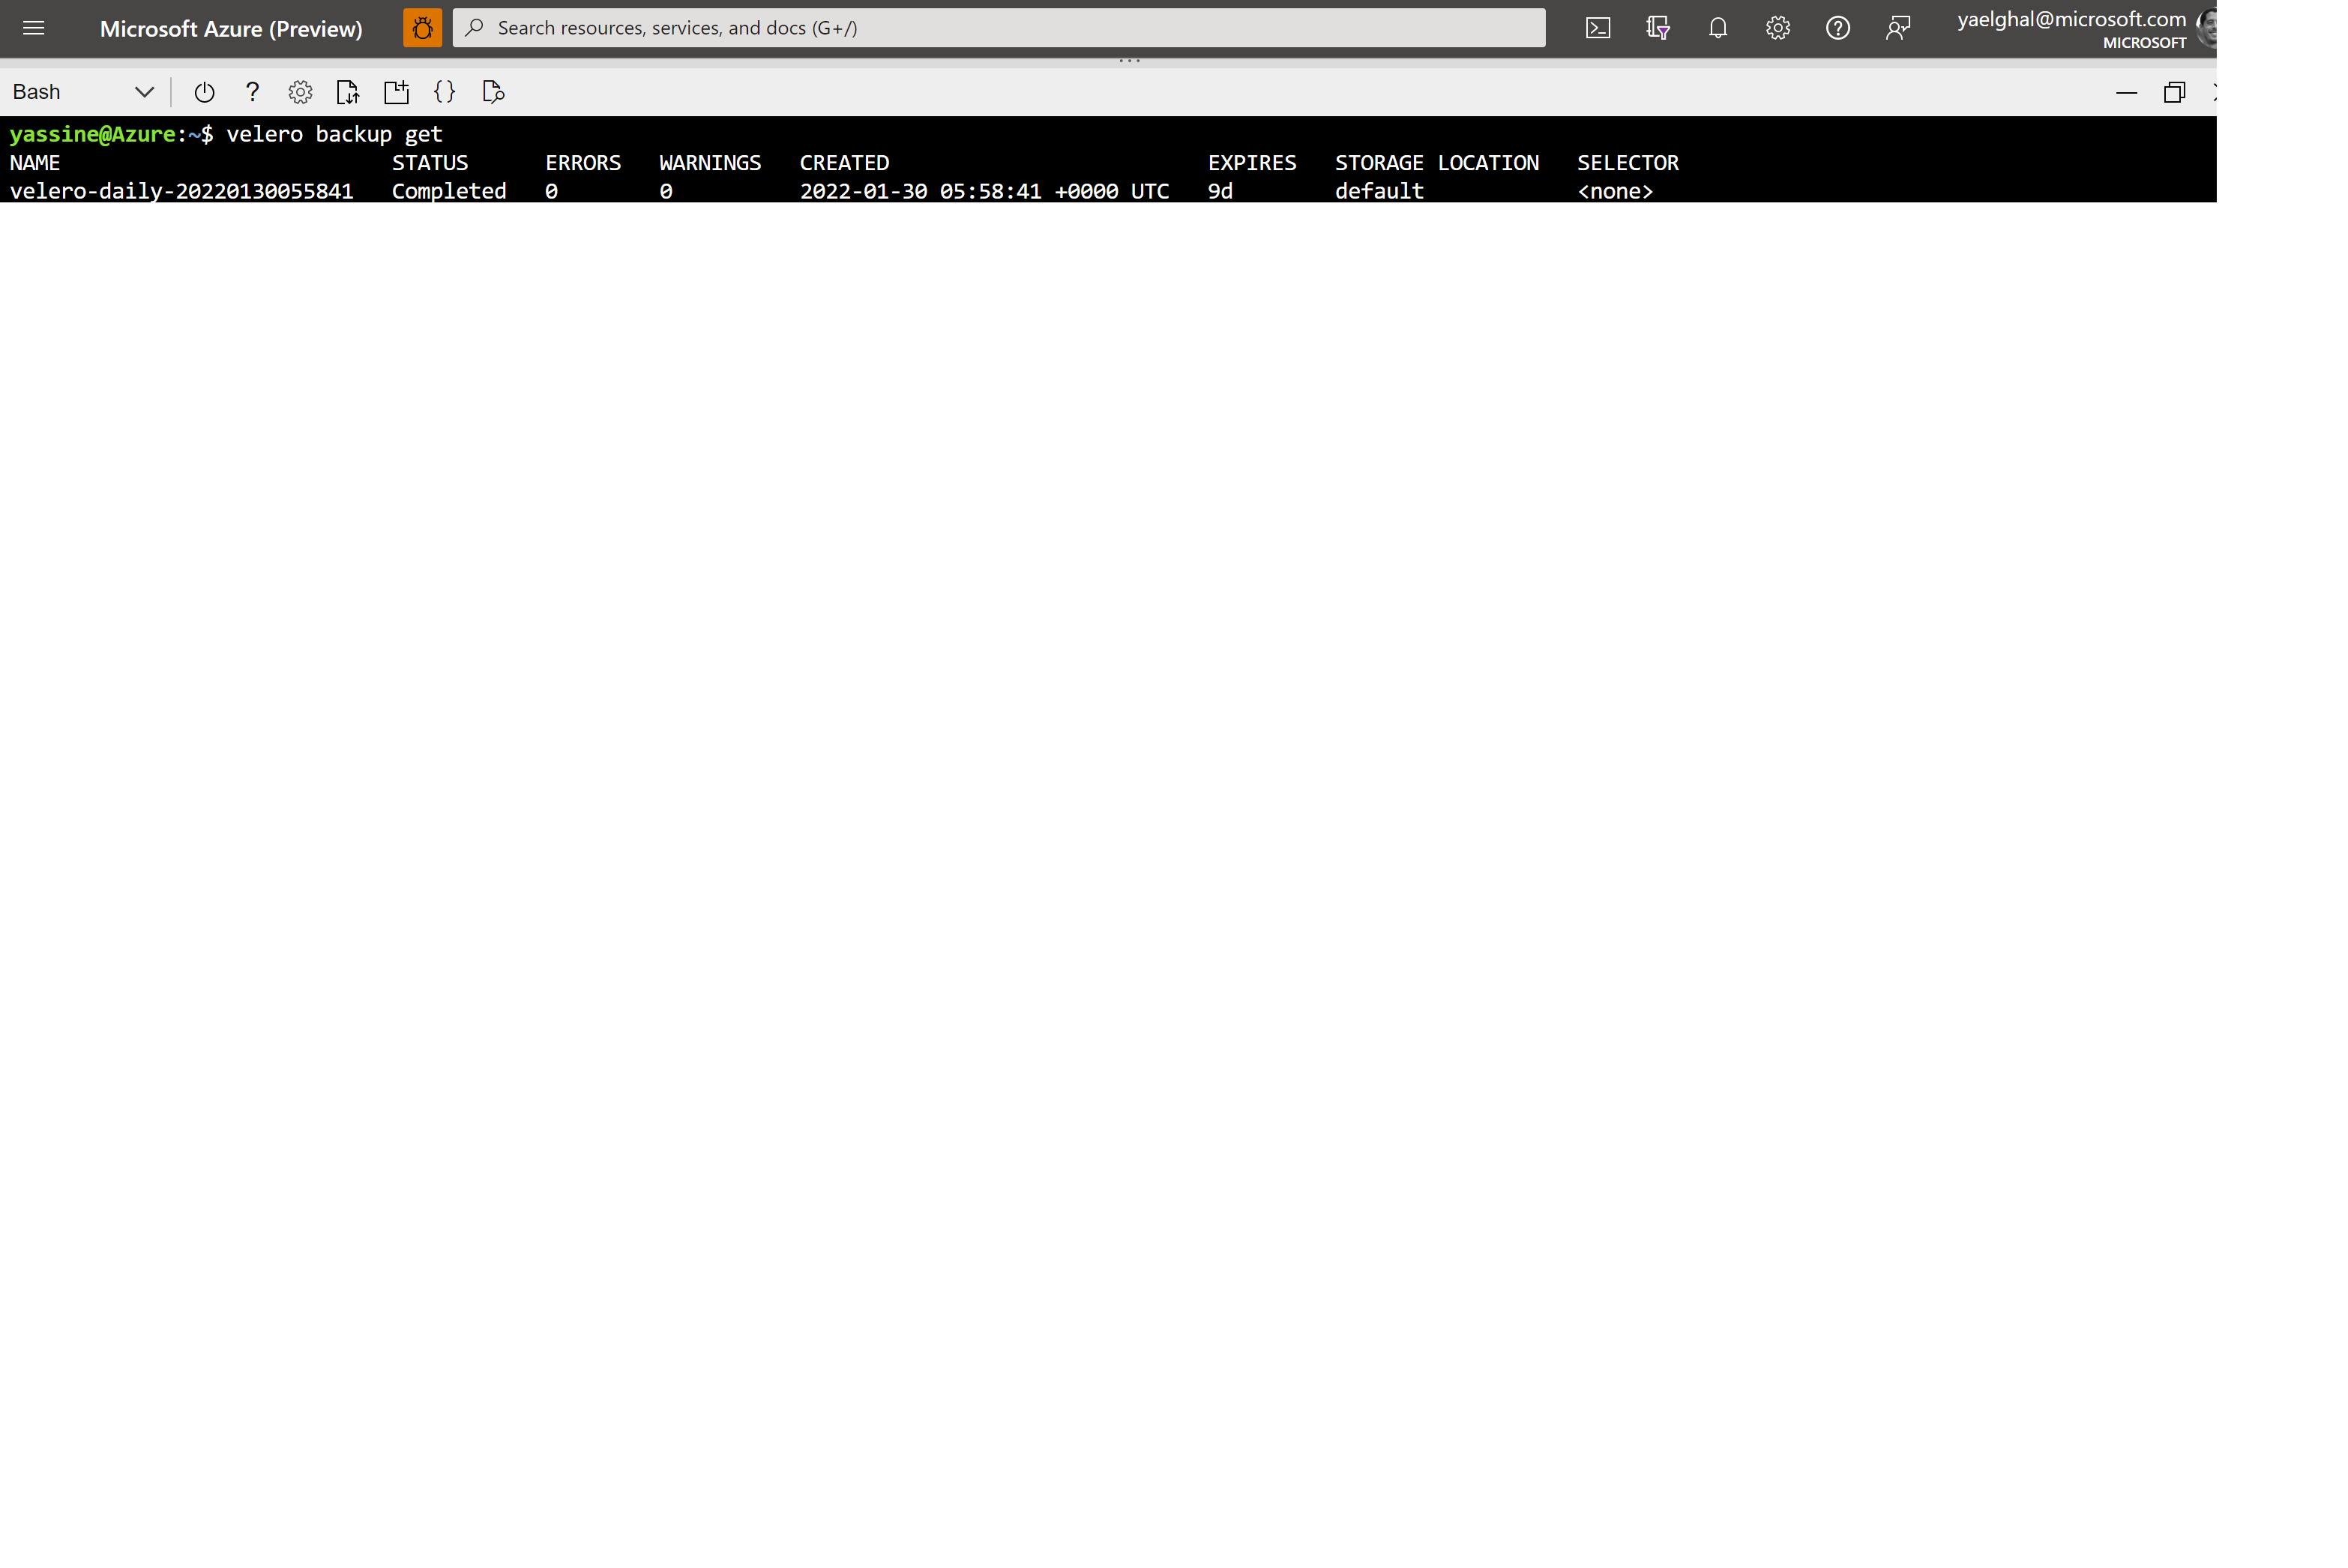 Microsoft Azure (Preview)
Search resources, services, and docs (G+/)
yaelghal@microsoft.com
MICROSOFT
Bash
yassine@Azure:~$ velero backup get
NAME STATUS ERRORS WARNINGS CREATED EXPIRES STORAGE LOCATION SELECTOR
velero-daily-20220130055841 Completed 0 0 2022-01-30 05:58:41 +0000 UTC 9d default <none>